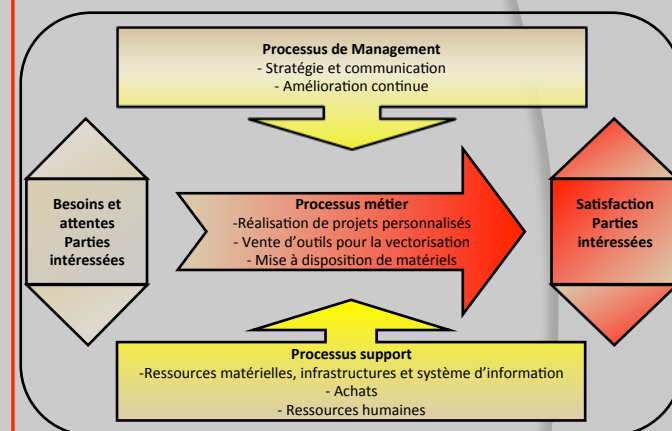 Processus de Management
- Stratégie et communication
- Amélioration continue
Besoins et
attentes
Parties
intéressées
Processus métier
-Réalisation de projets personnalisés
- Vente d’outils pour la vectorisation
- Mise à disposition de matériels
Satisfaction
Parties
intéressées
Processus support
-Ressources matérielles, infrastructures et système d’information
- Achats
- Ressources humaines